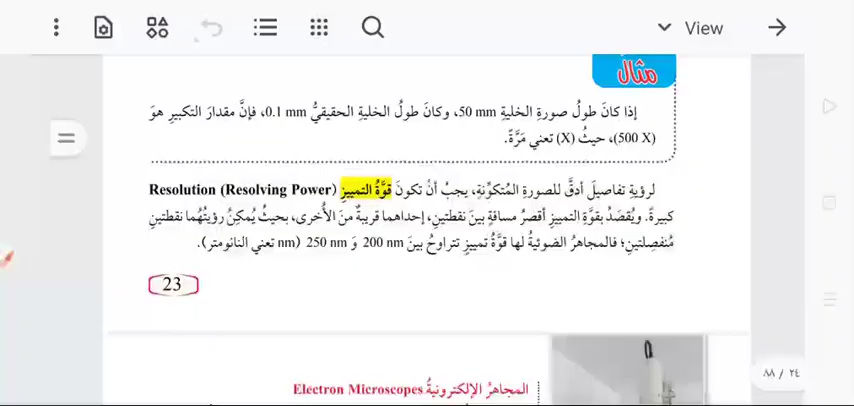 View
مثال
إذا كانَ طولُ صورةِ الخليةِ 50 mm، وكانَ طولُ الخليةِ الحقيقيُّ 0.1 mm، فإنَّ مقدارَ التكبيرِ هوَ
(500 X)، حيثُ (X) تعني مَرَّةً.
لرؤيةِ تفاصيلَ أدقَّ للصورةِ المُتكوِّنةِ، يجبُ أنْ تكونَ قوَّةُ التمييزِ Resolution (Resolving Power)
كبيرةً. ويُقصَدُ بقوَّةِ التمييزِ أقصرُ مسافةٍ بينَ نقطتينِ، إحداهما قريبةٌ منَ الأُخرى، بحيثُ يُمكِنُ رؤيتُهُما نقطتينِ
مُنفصِلتينِ؛ فالمجاهرُ الضوئيةُ لها قوَّةُ تمييزٍ تتراوحُ بينَ 200 nm وَ 250 nm (nm تعني النانومتر).
23
٢٤ / ٨٨
المجاهرُ الإلكترونيةُ Electron Microscopes